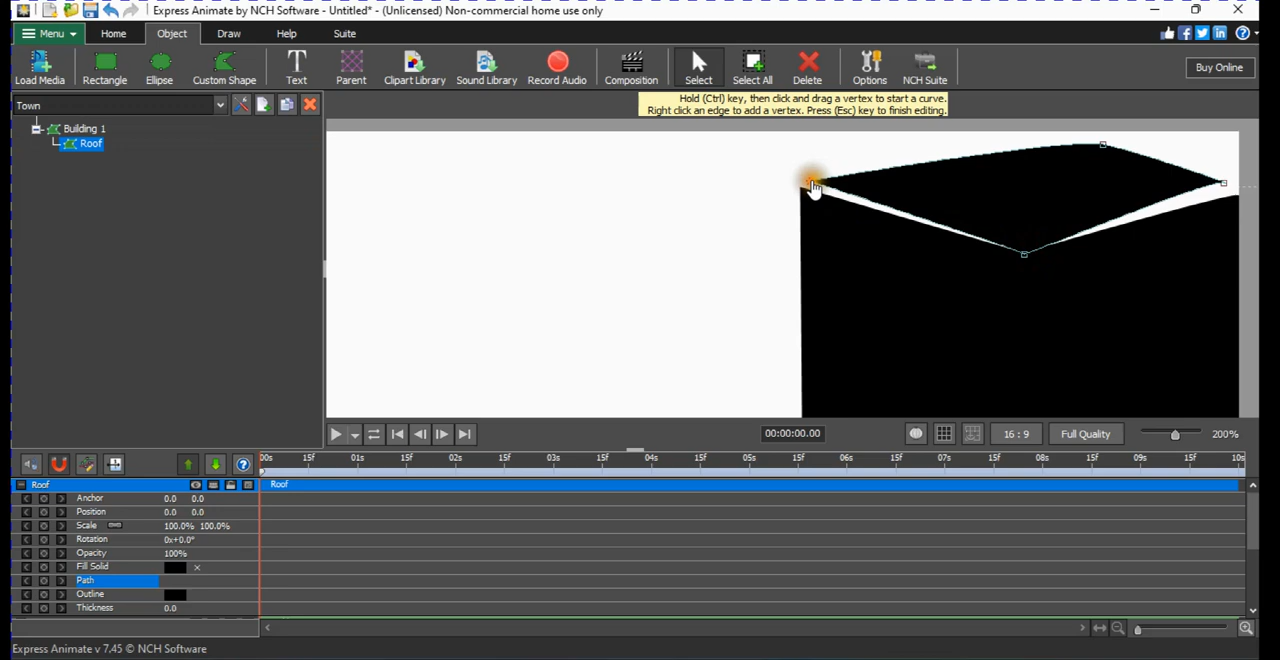 Express Animate by NCH Software - Untitled* - (Unlicensed) Non-commercial home use only
Menu Home Object Draw Help Suite
Load Media Rectangle Ellipse Custom Shape Text Parent Clipart Library Sound Library Record Audio Composition Select Select All Delete Options NCH Suite Buy Online
Town
Hold (Ctrl) key, then click and drag a vertex to start a curve.
Right click an edge to add a vertex. Press (Esc) key to finish editing.
Building 1
Roof
00:00:00.00 16 : 9 Full Quality 200%
00s 15f 01s 15f 02s 15f 03s 15f 04s 15f 05s 15f 06s 15f 07s 15f 08s 15f 09s 15f 10s
Roof Roof
Anchor 0.0 0.0
Position 0.0 0.0
Scale 100.0% 100.0%
Rotation 0x+0.0°
Opacity 100%
Fill Solid
Path
Outline
Thickness 0.0
Express Animate v 7.45 © NCH Software